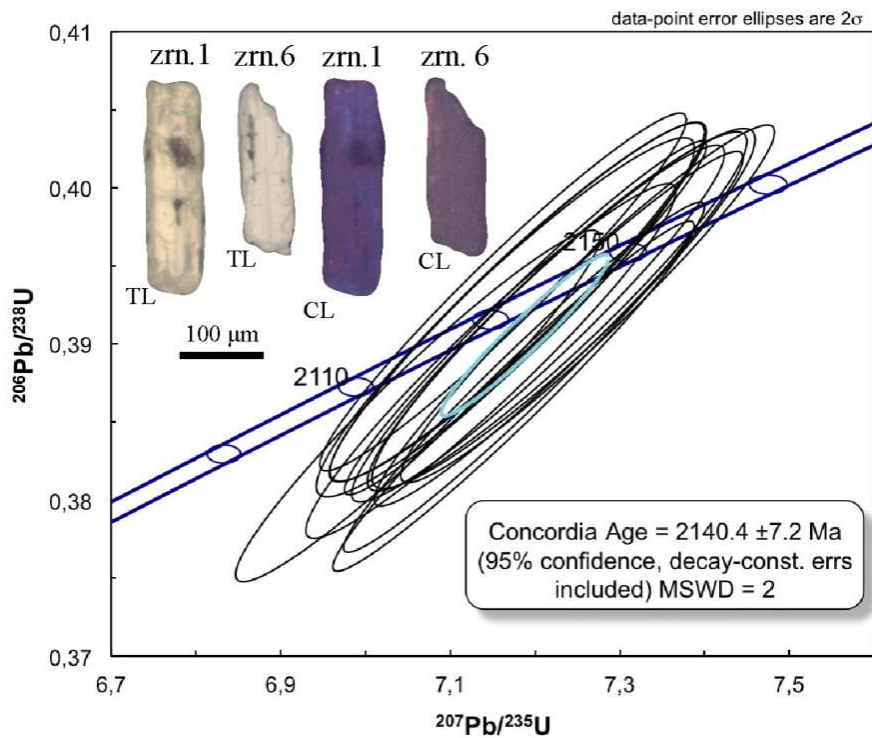 data-point error ellipses are 2σ
0,41
0,40
0,39
0,38
0,37
206Pb/238U
zrn.1 zrn.6 zrn.1 zrn. 6
TL TL CL CL
100 μm
2150
2110
Concordia Age = 2140.4 ±7.2 Ma
(95% confidence, decay-const. errs
included) MSWD = 2
6,7 6,9 7,1 7,3 7,5
207Pb/235U